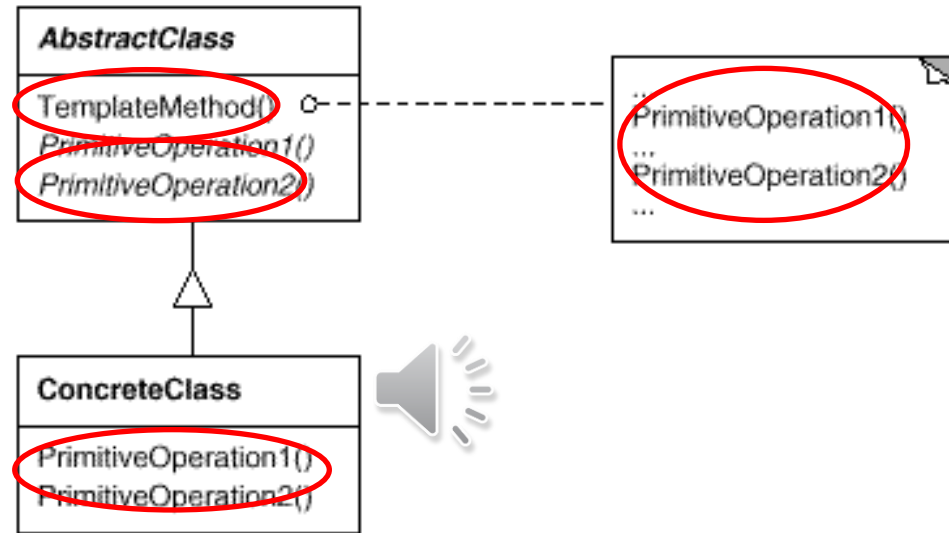 AbstractClass
TemplateMethod()
PrimitiveOperation1()
PrimitiveOperation2()
...
PrimitiveOperation1()
...
PrimitiveOperation2()
...
ConcreteClass
PrimitiveOperation1()
PrimitiveOperation2()